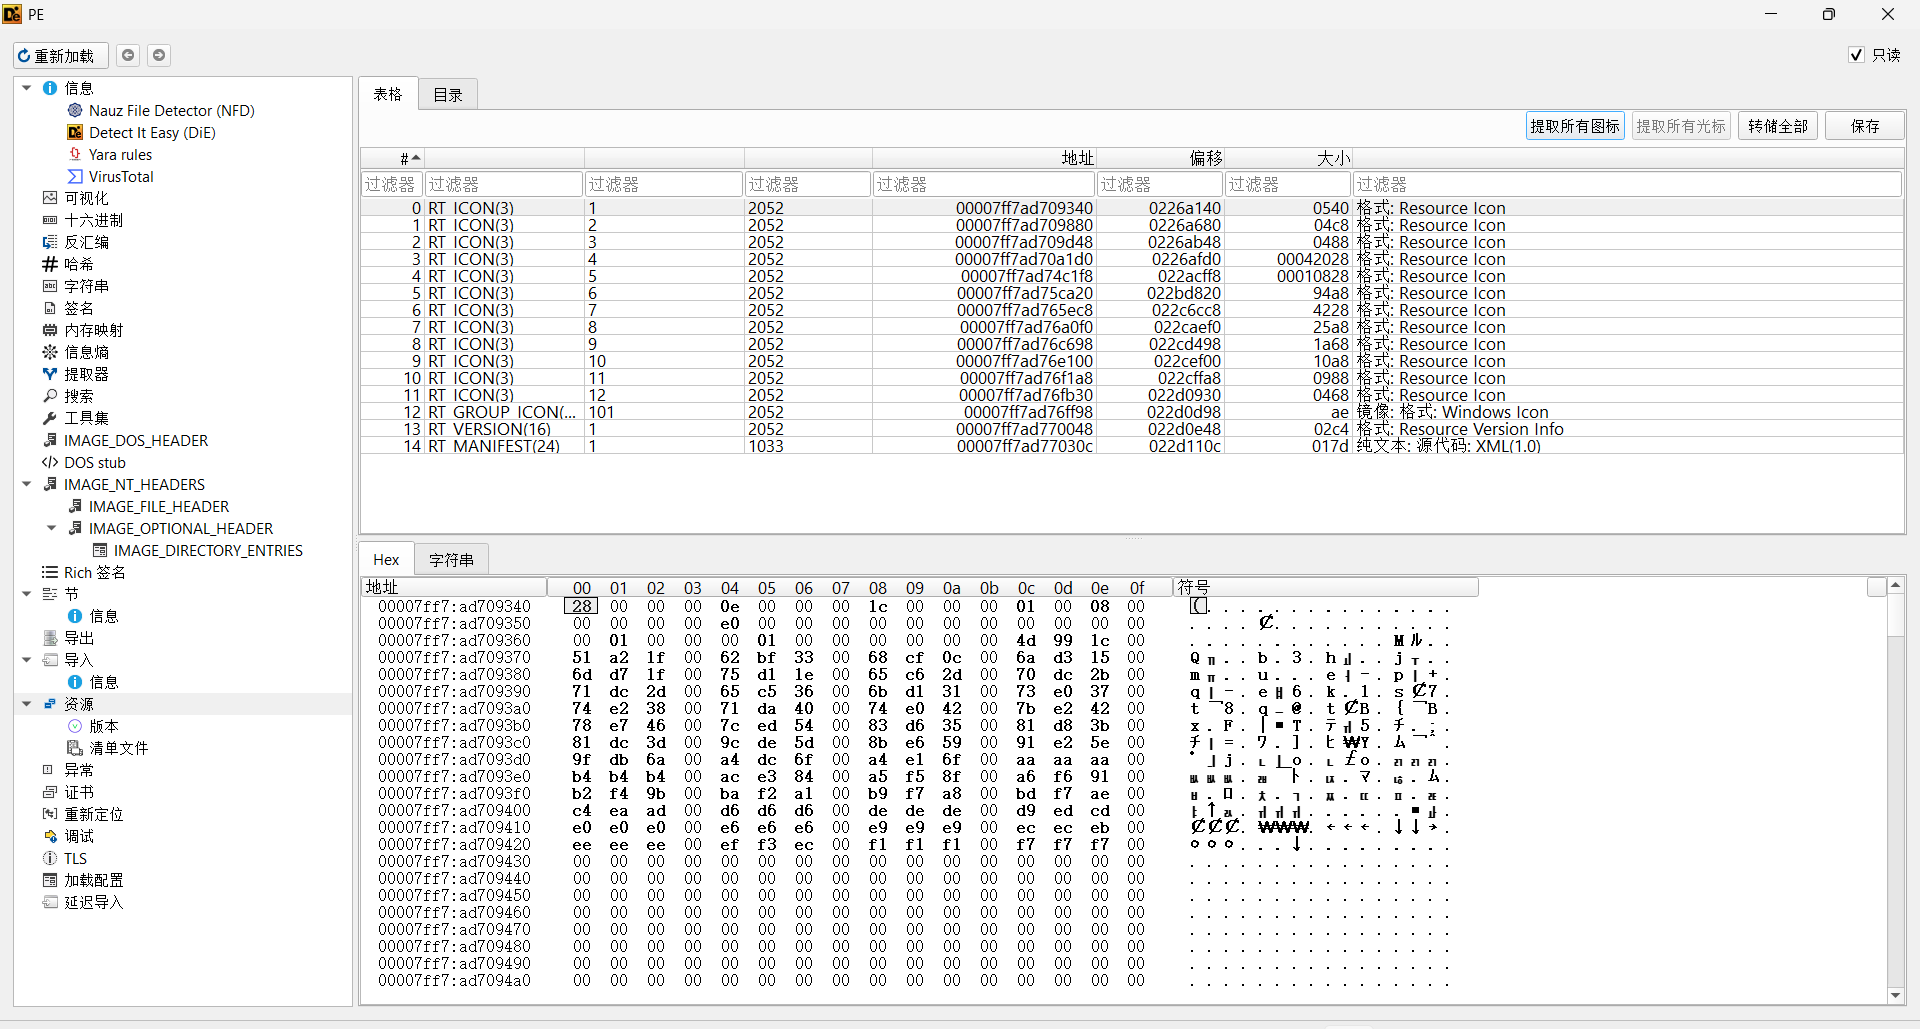 PE
重新加载
只读
信息
Nauz File Detector (NFD)
Detect It Easy (DiE)
Yara rules
VirusTotal
可视化
十六进制
反汇编
哈希
字符串
签名
内存映射
信息熵
提取器
搜索
工具集
IMAGE_DOS_HEADER
DOS stub
IMAGE_NT_HEADERS
IMAGE_FILE_HEADER
IMAGE_OPTIONAL_HEADER
IMAGE_DIRECTORY_ENTRIES
Rich 签名
节
信息
导出
导入
信息
资源
版本
清单文件
异常
证书
重新定位
调试
TLS
加载配置
延迟导入
表格 目录
提取所有图标 提取所有光标 转储全部 保存
# 地址 偏移 大小
过滤器 过滤器 过滤器 过滤器 过滤器 过滤器 过滤器 过滤器
0 RT_ICON(3) 1 2052 00007ff7ad709340 0226a140 0540 格式: Resource Icon
1 RT_ICON(3) 2 2052 00007ff7ad709880 0226a680 04c8 格式: Resource Icon
2 RT_ICON(3) 3 2052 00007ff7ad709d48 0226ab48 0488 格式: Resource Icon
3 RT_ICON(3) 4 2052 00007ff7ad70a1d0 0226afd0 00042028 格式: Resource Icon
4 RT_ICON(3) 5 2052 00007ff7ad74c1f8 022acff8 00010828 格式: Resource Icon
5 RT_ICON(3) 6 2052 00007ff7ad75ca20 022bd820 94a8 格式: Resource Icon
6 RT_ICON(3) 7 2052 00007ff7ad765ec8 022c6cc8 4228 格式: Resource Icon
7 RT_ICON(3) 8 2052 00007ff7ad76a0f0 022caef0 25a8 格式: Resource Icon
8 RT_ICON(3) 9 2052 00007ff7ad76c698 022cd498 1a68 格式: Resource Icon
9 RT_ICON(3) 10 2052 00007ff7ad76e100 022cef00 10a8 格式: Resource Icon
10 RT_ICON(3) 11 2052 00007ff7ad76f1a8 022cffa8 0988 格式: Resource Icon
11 RT_ICON(3) 12 2052 00007ff7ad76fb30 022d0930 0468 格式: Resource Icon
12 RT_GROUP_ICON(... 101 2052 00007ff7ad76ff98 022d0d98 ae 镜像: 格式: Windows Icon
13 RT_VERSION(16) 1 2052 00007ff7ad770048 022d0e48 02c4 格式: Resource Version Info
14 RT_MANIFEST(24) 1 1033 00007ff7ad77030c 022d110c 017d 纯文本: 源代码: XML(1.0)
Hex 字符串
地址 00 01 02 03 04 05 06 07 08 09 0a 0b 0c 0d 0e 0f 符号
00007ff7:ad709340 28 00 00 00 0e 00 00 00 1c 00 00 00 01 00 08 00
00007ff7:ad709350 00 00 00 00 e0 00 00 00 00 00 00 00 00 00 00 00
00007ff7:ad709360 00 01 00 00 00 01 00 00 00 00 00 00 4d 99 1c 00
00007ff7:ad709370 51 a2 1f 00 62 bf 33 00 68 cf 0c 00 6a d3 15 00
00007ff7:ad709380 6d d7 1f 00 75 d1 1e 00 65 c6 2d 00 70 dc 2b 00
00007ff7:ad709390 71 dc 2d 00 65 c5 36 00 6b d1 31 00 73 e0 37 00
00007ff7:ad7093a0 74 e2 38 00 71 da 40 00 74 e0 42 00 7b e2 42 00
00007ff7:ad7093b0 78 e7 46 00 7c ed 54 00 83 d6 35 00 81 d8 3b 00
00007ff7:ad7093c0 81 dc 3d 00 9c de 5d 00 8b e6 59 00 91 e2 5e 00
00007ff7:ad7093d0 9f db 6a 00 a4 dc 6f 00 a4 e1 6f 00 aa aa aa 00
00007ff7:ad7093e0 b4 b4 b4 00 ac e3 84 00 a5 f5 8f 00 a6 f6 91 00
00007ff7:ad7093f0 b2 f4 9b 00 ba f2 a1 00 b9 f7 a8 00 bd f7 ae 00
00007ff7:ad709400 c4 ea ad 00 d6 d6 d6 00 de de de 00 d9 ed cd 00
00007ff7:ad709410 e0 e0 e0 00 e6 e6 e6 00 e9 e9 e9 00 ec ec eb 00
00007ff7:ad709420 ee ee ee 00 ef f3 ec 00 f1 f1 f1 00 f7 f7 f7 00
00007ff7:ad709430 00 00 00 00 00 00 00 00 00 00 00 00 00 00 00 00
00007ff7:ad709440 00 00 00 00 00 00 00 00 00 00 00 00 00 00 00 00
00007ff7:ad709450 00 00 00 00 00 00 00 00 00 00 00 00 00 00 00 00
00007ff7:ad709460 00 00 00 00 00 00 00 00 00 00 00 00 00 00 00 00
00007ff7:ad709470 00 00 00 00 00 00 00 00 00 00 00 00 00 00 00 00
00007ff7:ad709480 00 00 00 00 00 00 00 00 00 00 00 00 00 00 00 00
00007ff7:ad709490 00 00 00 00 00 00 00 00 00 00 00 00 00 00 00 00
00007ff7:ad7094a0 00 00 00 00 00 00 00 00 00 00 00 00 00 00 00 00